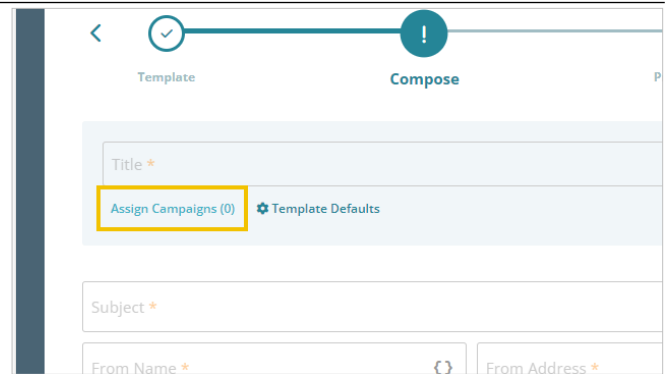 Template
Compose
P
Title *
Assign Campaigns (0) Template Defaults
Subject *
From Name * {} From Address *